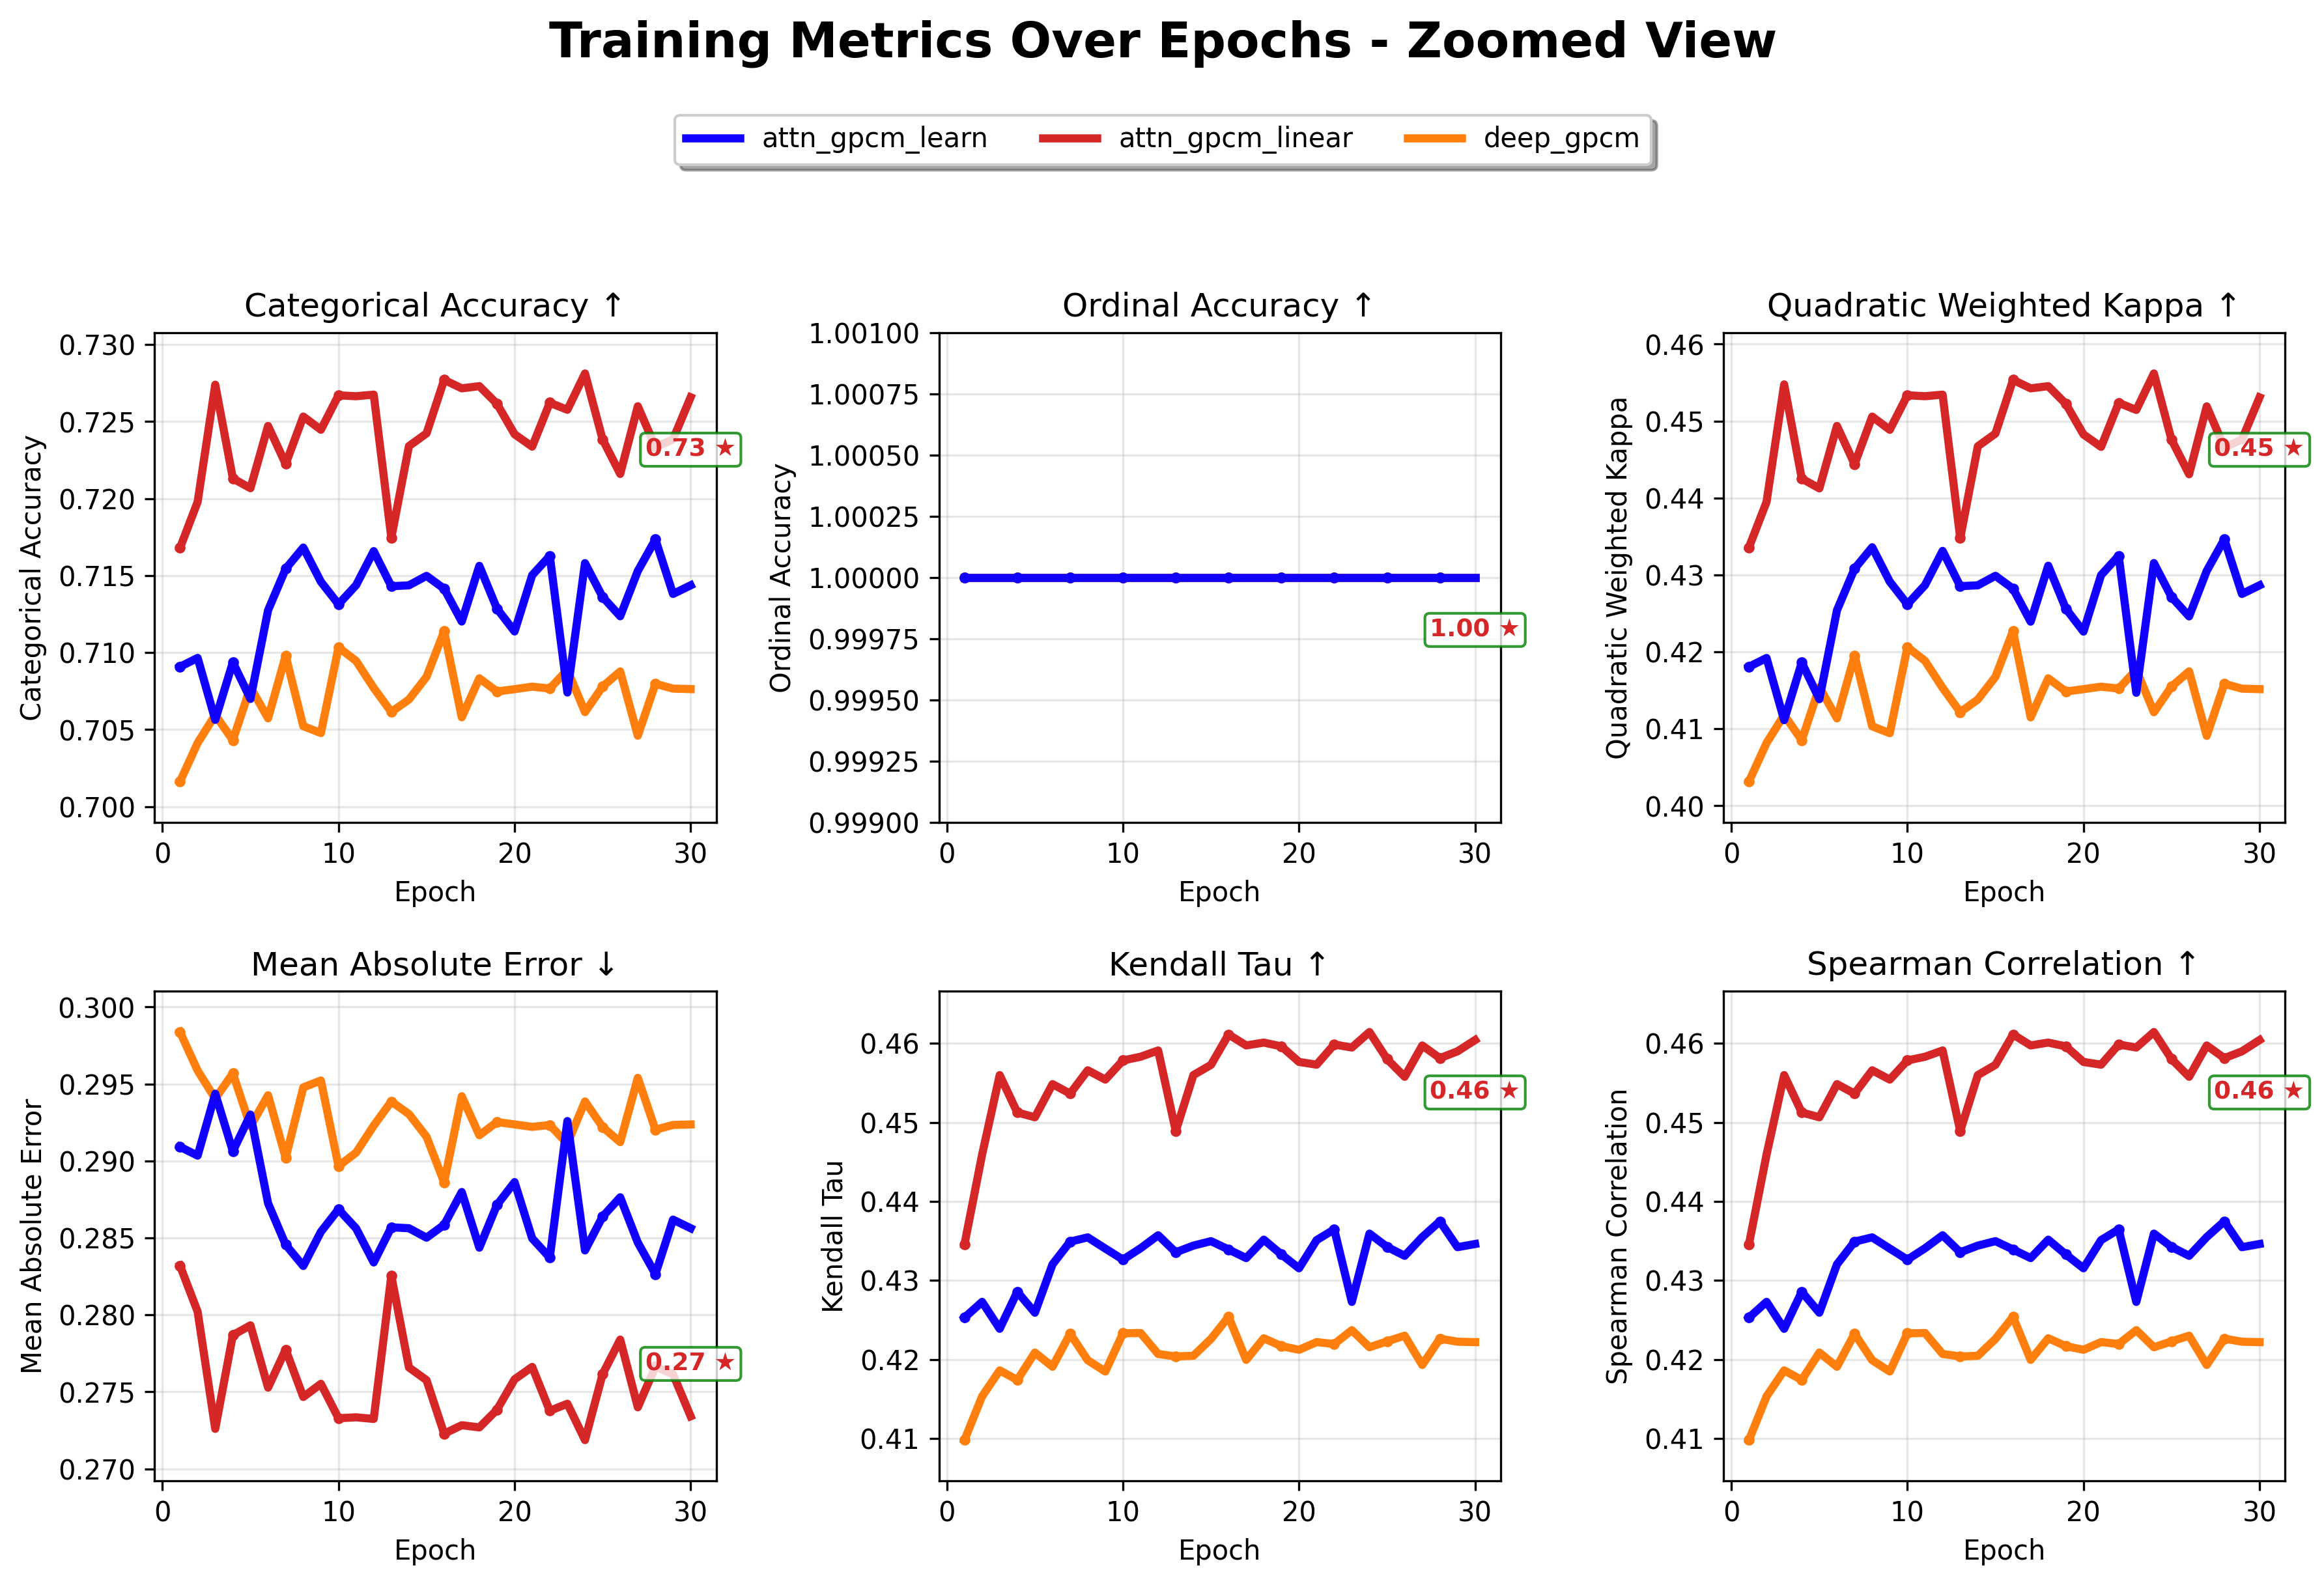 Training Metrics Over Epochs - Zoomed View
attn_gpcm_learn attn_gpcm_linear deep_gpcm
Categorical Accuracy ↑
Categorical Accuracy
0.730
0.725
0.720
0.715
0.710
0.705
0.700
0.73 ★
0 10 20 30
Epoch
Ordinal Accuracy ↑
Ordinal Accuracy
1.00100
1.00075
1.00050
1.00025
1.00000
0.99975
0.99950
0.99925
0.99900
1.00 ★
0 10 20 30
Epoch
Quadratic Weighted Kappa ↑
Quadratic Weighted Kappa
0.46
0.45
0.44
0.43
0.42
0.41
0.40
0.45 ★
0 10 20 30
Epoch
Mean Absolute Error ↓
Mean Absolute Error
0.300
0.295
0.290
0.285
0.280
0.275
0.270
0.27 ★
0 10 20 30
Epoch
Kendall Tau ↑
Kendall Tau
0.46
0.45
0.44
0.43
0.42
0.41
0.46 ★
0 10 20 30
Epoch
Spearman Correlation ↑
Spearman Correlation
0.46
0.45
0.44
0.43
0.42
0.41
0.46 ★
0 10 20 30
Epoch